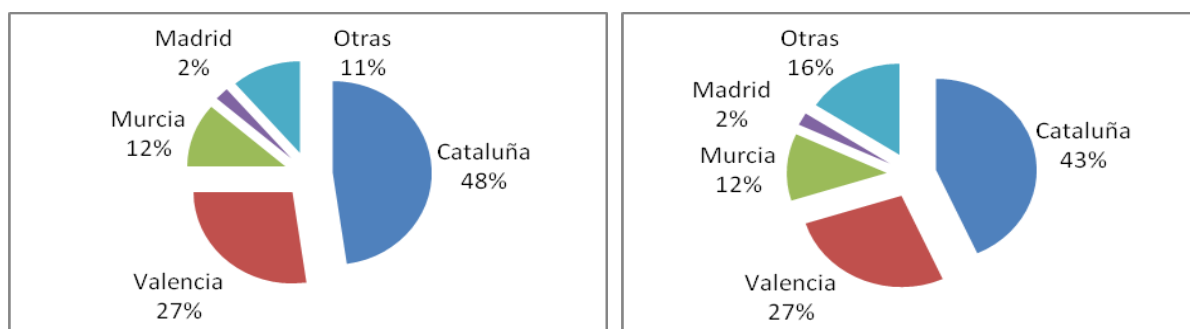 Madrid
2%
Otras
11%
Murcia
12%
Cataluña
48%
Valencia
27%
Otras
16%
Madrid
2%
Murcia
12%
Cataluña
43%
Valencia
27%